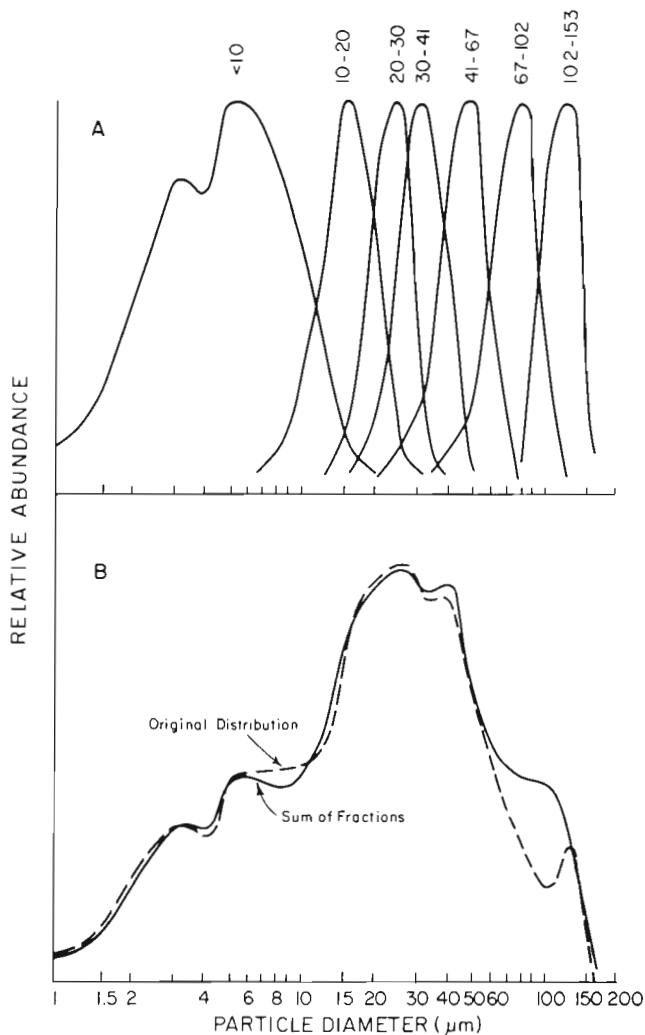 <10
10-20
20-30
30-41
41-67
67-102
102-153
A
RELATIVE ABUNDANCE
B
Original Distribution
Sum of Fractions
1 1.5 2 4 6 8 10 15 20 30 40 50 60 100 150 200
PARTICLE DIAMETER (μm)